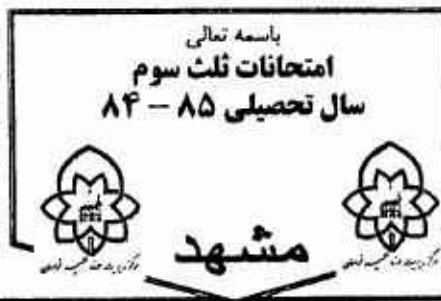 باسمه تعالی
امتحانات ثلث سوم
سال تحصیلی ۸۵ – ۸۴
مشهد